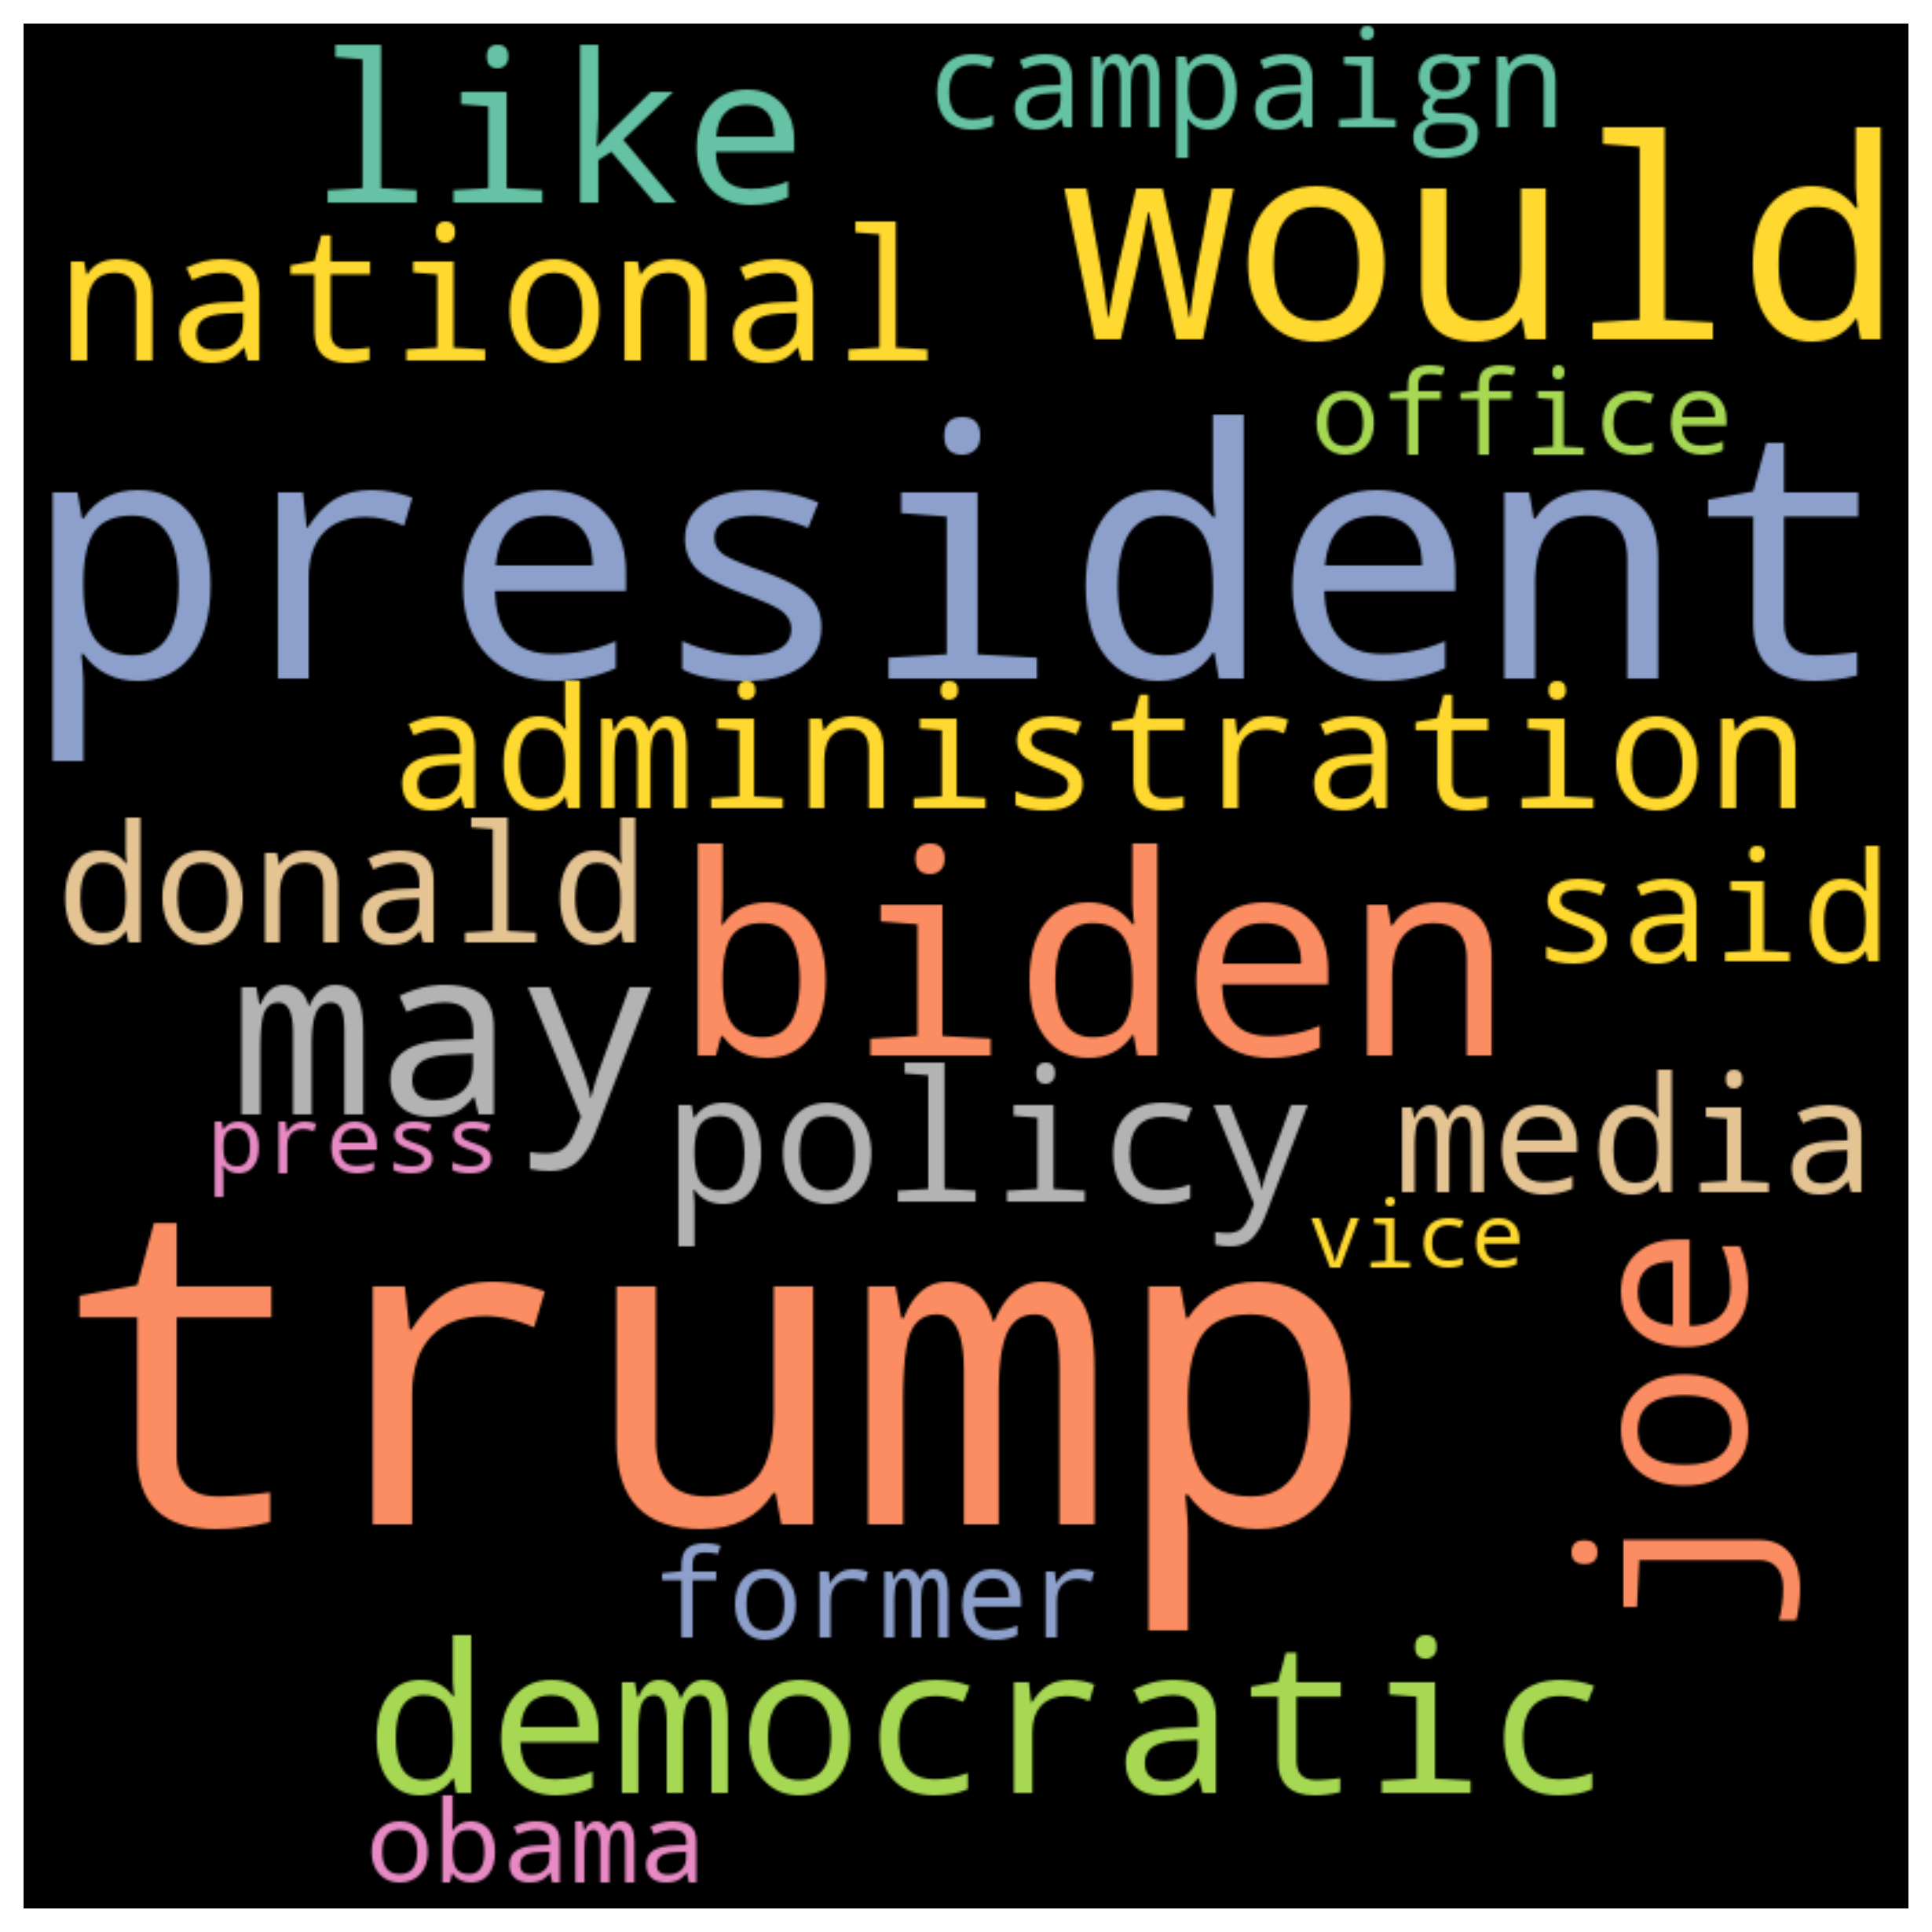 like
campaign
would
national
office
president
administration
donald
biden
said
may
policy
media
press
vice
trump
joe
former
democratic
obama